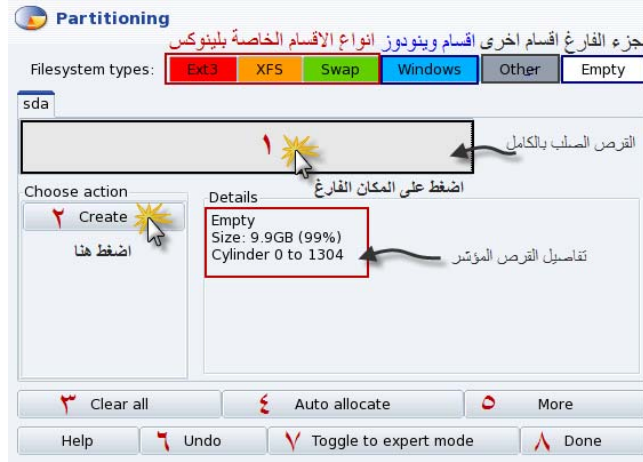 Partitioning
جزء الفارغ اقسام اخرى اقسام وينودوز انواع الاقسام الخاصة بلينوكس
Filesystem types: Ext3 XFS Swap Windows Other Empty
sda
١
القرص الصلب بالكامل
اضغط على المكان الفارغ
Choose action
Details
٢ Create
Empty
Size: 9.9GB (99%)
Cylinder 0 to 1304
اضغط هنا
تفاصيل القرص المؤشر
٣ Clear all ٤ Auto allocate ٥ More
Help ٦ Undo ٧ Toggle to expert mode ٨ Done